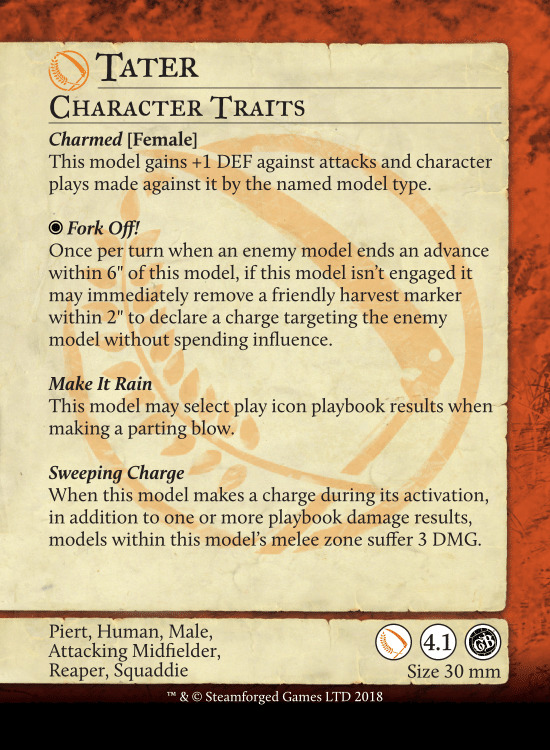 Tater
Character Traits
Charmed [Female]
This model gains +1 DEF against attacks and character
plays made against it by the named model type.
Fork Off!
Once per turn when an enemy model ends an advance
within 6" of this model, if this model isn't engaged it
may immediately remove a friendly harvest marker
within 2" to declare a charge targeting the enemy
model without spending influence.
Make It Rain
This model may select play icon playbook results when
making a parting blow.
Sweeping Charge
When this model makes a charge during its activation,
in addition to one or more playbook damage results,
models within this model's melee zone suffer 3 DMG.
Piert, Human, Male,
Attacking Midfielder,
Reaper, Squaddie
4.1
GB
Size 30 mm
™ & © Steamforged Games LTD 2018